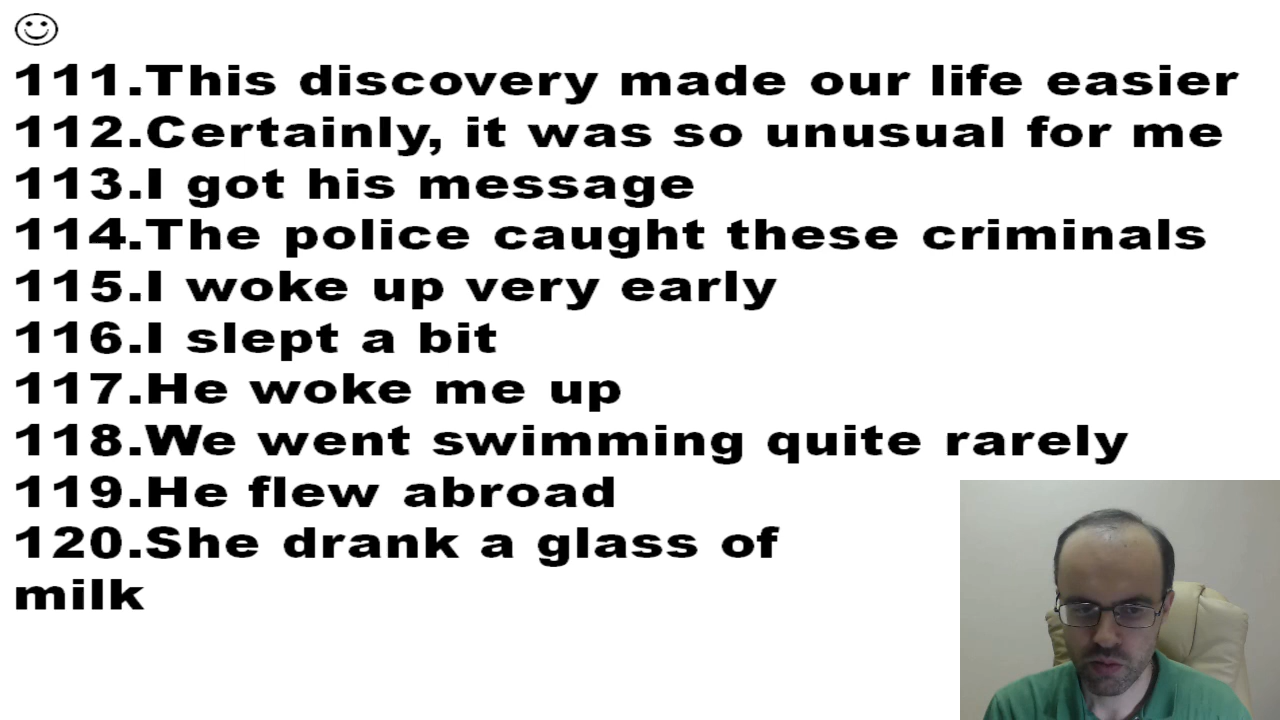 111.This discovery made our life easier
112.Certainly, it was so unusual for me
113.I got his message
114.The police caught these criminals
115.I woke up very early
116.I slept a bit
117.He woke me up
118.We went swimming quite rarely
119.He flew abroad
120.She drank a glass of
milk